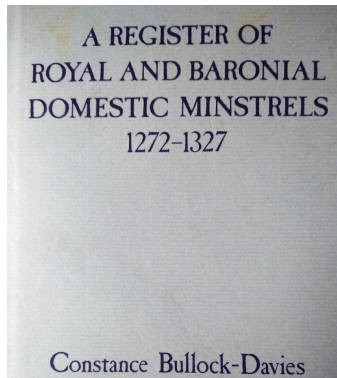 A REGISTER OF
ROYAL AND BARONIAL
DOMESTIC MINSTRELS
1272–1327
Constance Bullock-Davies